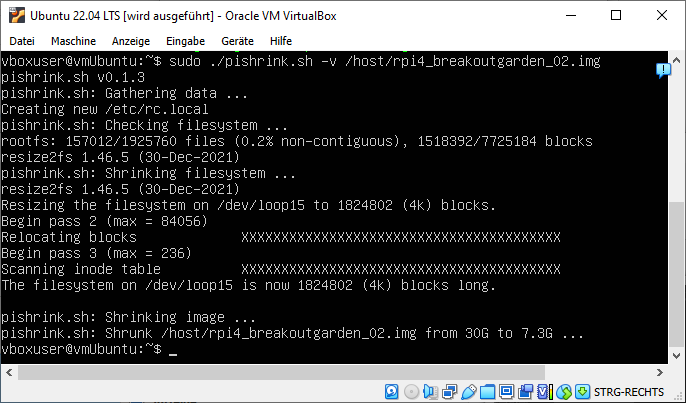 Ubuntu 22.04 LTS [wird ausgeführt] - Oracle VM VirtualBox
Datei Maschine Anzeige Eingabe Geräte Hilfe
vboxuser@vmUbuntu:~$ sudo ./pishrink.sh -v /host/rpi4_breakoutgarden_02.img
pishrink.sh v0.1.3
pishrink.sh: Gathering data ...
Creating new /etc/rc.local
pishrink.sh: Checking filesystem ...
rootfs: 157012/1925760 files (0.2% non-contiguous), 1518392/7725184 blocks
resize2fs 1.46.5 (30-Dec-2021)
pishrink.sh: Shrinking filesystem ...
resize2fs 1.46.5 (30-Dec-2021)
Resizing the filesystem on /dev/loop15 to 1824802 (4k) blocks.
Begin pass 2 (max = 84056)
Relocating blocks XXXXXXXXXXXXXXXXXXXXXXXXXXXXXXXXXXXXXXXX
Begin pass 3 (max = 236)
Scanning inode table XXXXXXXXXXXXXXXXXXXXXXXXXXXXXXXXXXXXXXXX
The filesystem on /dev/loop15 is now 1824802 (4k) blocks long.
pishrink.sh: Shrinking image ...
pishrink.sh: Shrunk /host/rpi4_breakoutgarden_02.img from 30G to 7.3G ...
vboxuser@vmUbuntu:~$ _
STRG-RECHTS